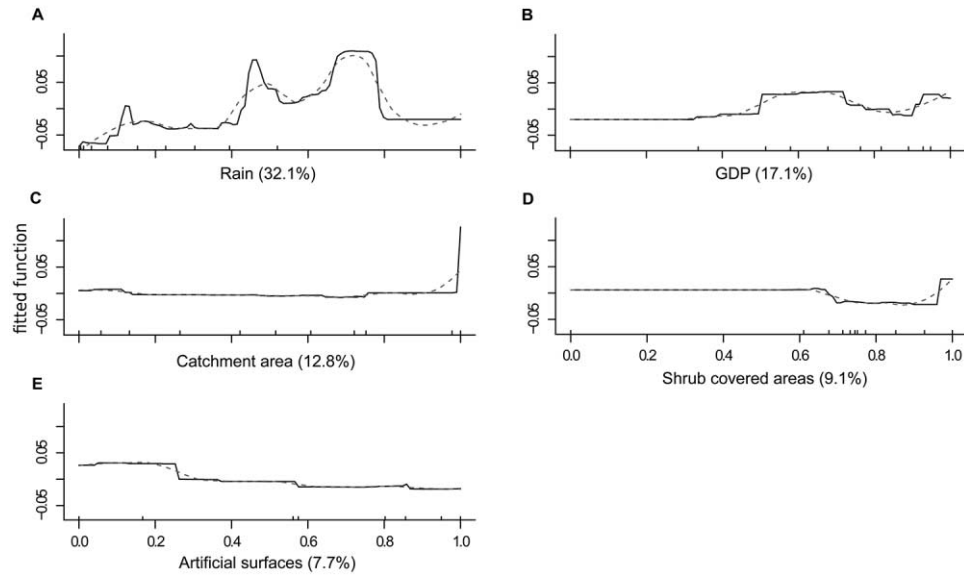 A
0.05
−0.05
Rain (32.1%)
B
0.05
−0.05
GDP (17.1%)
C
fitted function
0.05
−0.05
Catchment area (12.8%)
D
0.05
−0.05
0.0 0.2 0.4 0.6 0.8 1.0
Shrub covered areas (9.1%)
E
0.05
−0.05
0.0 0.2 0.4 0.6 0.8 1.0
Artificial surfaces (7.7%)